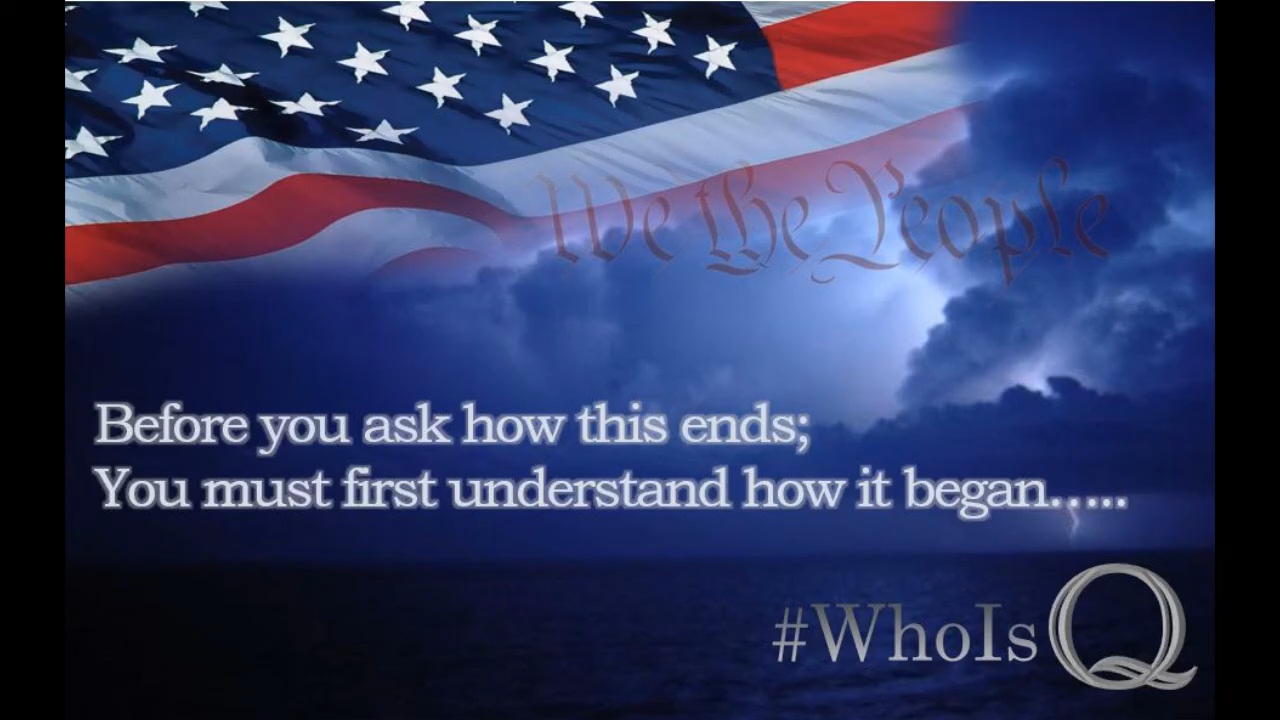 We the People
Before you ask how this ends;
You must first understand how it began.....
#WhoIsQ